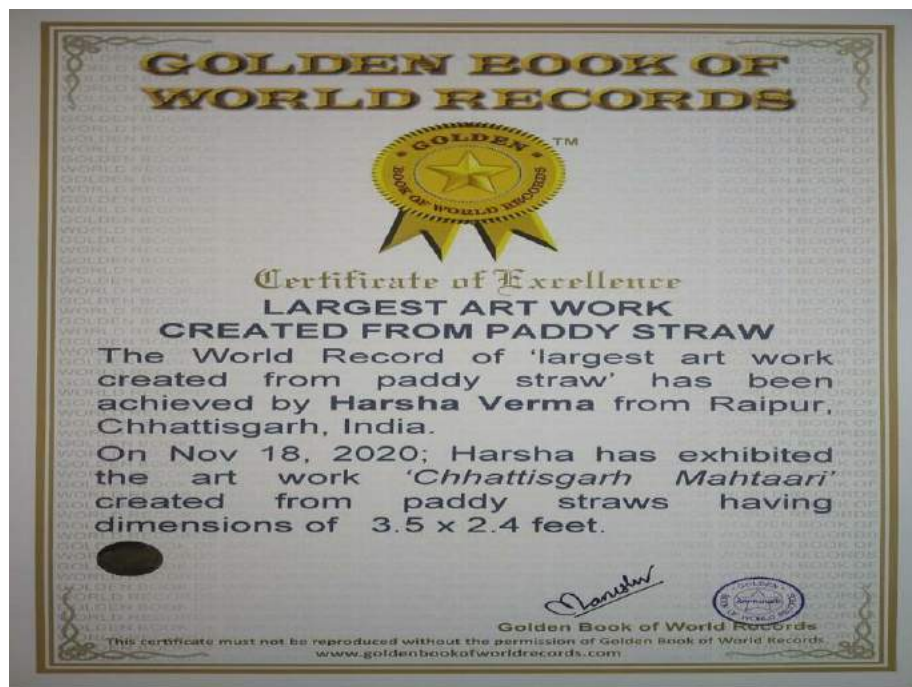 GOLDEN BOOK OF
WORLD RECORDS
GOLDEN
TM
BOOK OF WORLD RECORDS
Certificate of Excellence
LARGEST ART WORK
CREATED FROM PADDY STRAW
The World Record of ‘largest art work
created from paddy straw’ has been
achieved by Harsha Verma from Raipur,
Chhattisgarh, India.
On Nov 18, 2020; Harsha has exhibited
the art work ‘Chhattisgarh Mahtaari’
created from paddy straws having
dimensions of 3.5 x 2.4 feet.
Manish
GOLDEN
Golden Book of World Records
This certificate must not be reproduced without the permission of Golden Book of World Records
www.goldenbookofworldrecords.com